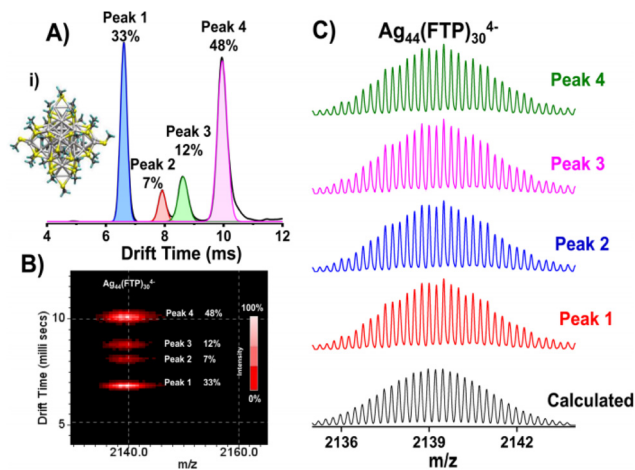 A)
Peak 1
33%
Peak 4
48%
i)
Peak 3
12%
Peak 2
7%
4 6 8 10 12
Drift Time (ms)
B)
Ag44(FTP)30 4-
Drift Time (milli secs)
10
5
Peak 4 48%
Peak 3 12%
Peak 2 7%
Peak 1 33%
100%
Intensity
0%
2140.0 2160.0
m/z
C)
Ag44(FTP)30 4-
Peak 4
Peak 3
Peak 2
Peak 1
Calculated
2136 2139 2142
m/z